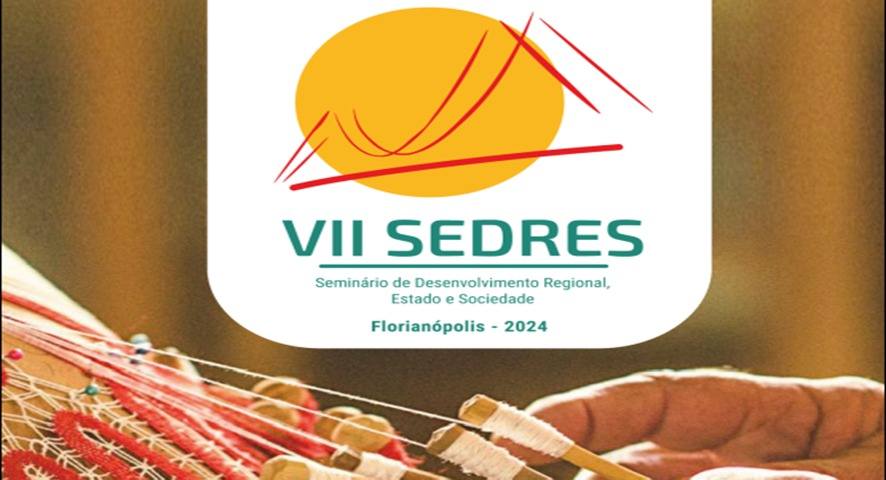 VII SEDRES
Seminário de Desenvolvimento Regional,
Estado e Sociedade
Florianópolis - 2024